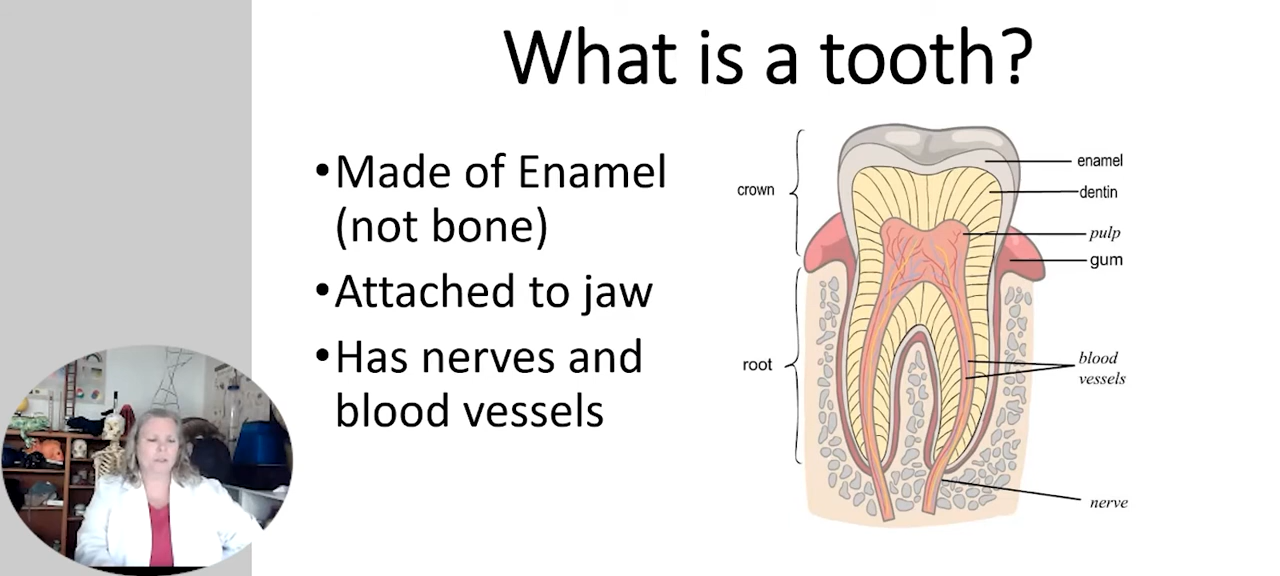 What is a tooth?
•Made of Enamel
(not bone)
•Attached to jaw
•Has nerves and
blood vessels
crown
root
enamel
dentin
pulp
gum
blood
vessels
nerve